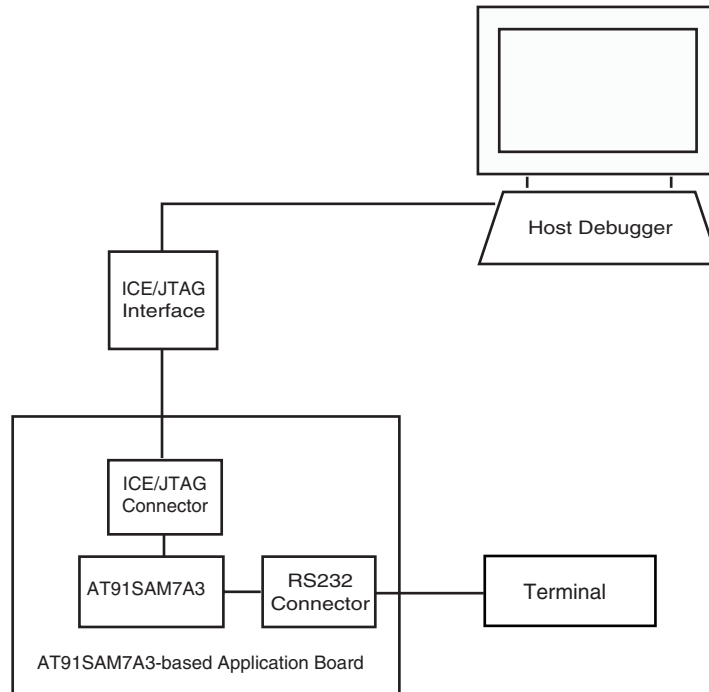 Host Debugger
ICE/JTAG
Interface
ICE/JTAG
Connector
AT91SAM7A3
RS232
Connector
Terminal
AT91SAM7A3-based Application Board